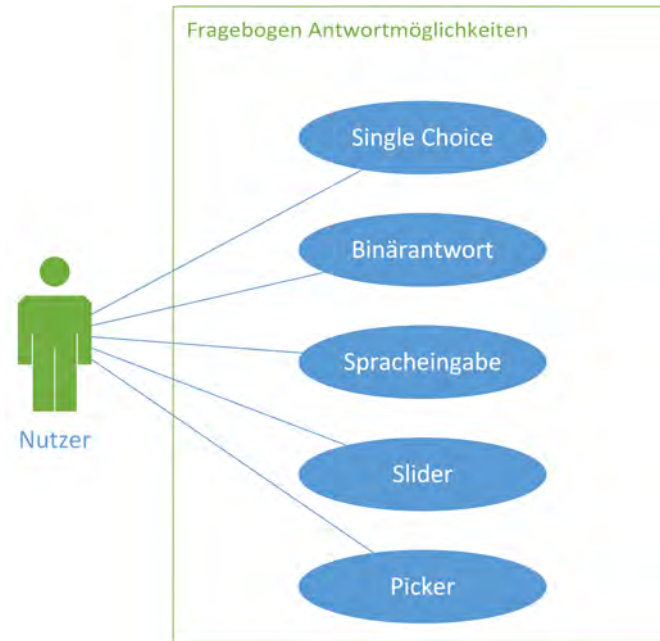 Fragebogen Antwortmöglichkeiten
Single Choice
Binärantwort
Spracheingabe
Slider
Picker
Nutzer